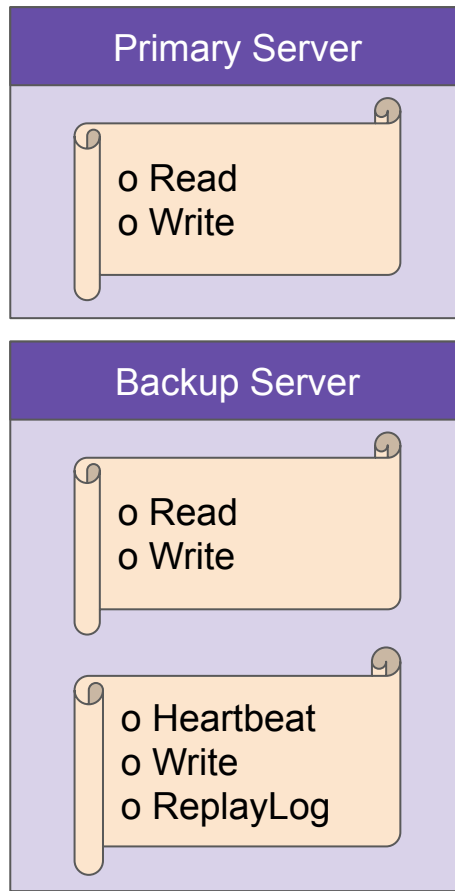 Primary Server
o Read
o Write
Backup Server
o Read
o Write
o Heartbeat
o Write
o ReplayLog